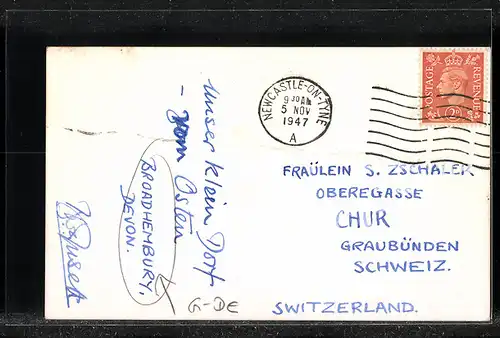 Unser klein Dorf
- Vom Osten
BROADHEMBURY,
DEVON.
G-DE
NEWCASTLE-ON-TYNE
9 30 AM
5 NOV
1947
A
POSTAGE
REVENUE
FRÄULEIN S. ZSCHALER
OBEREGASSE
CHUR
GRAUBÜNDEN
SCHWEIZ.
SWITZERLAND.